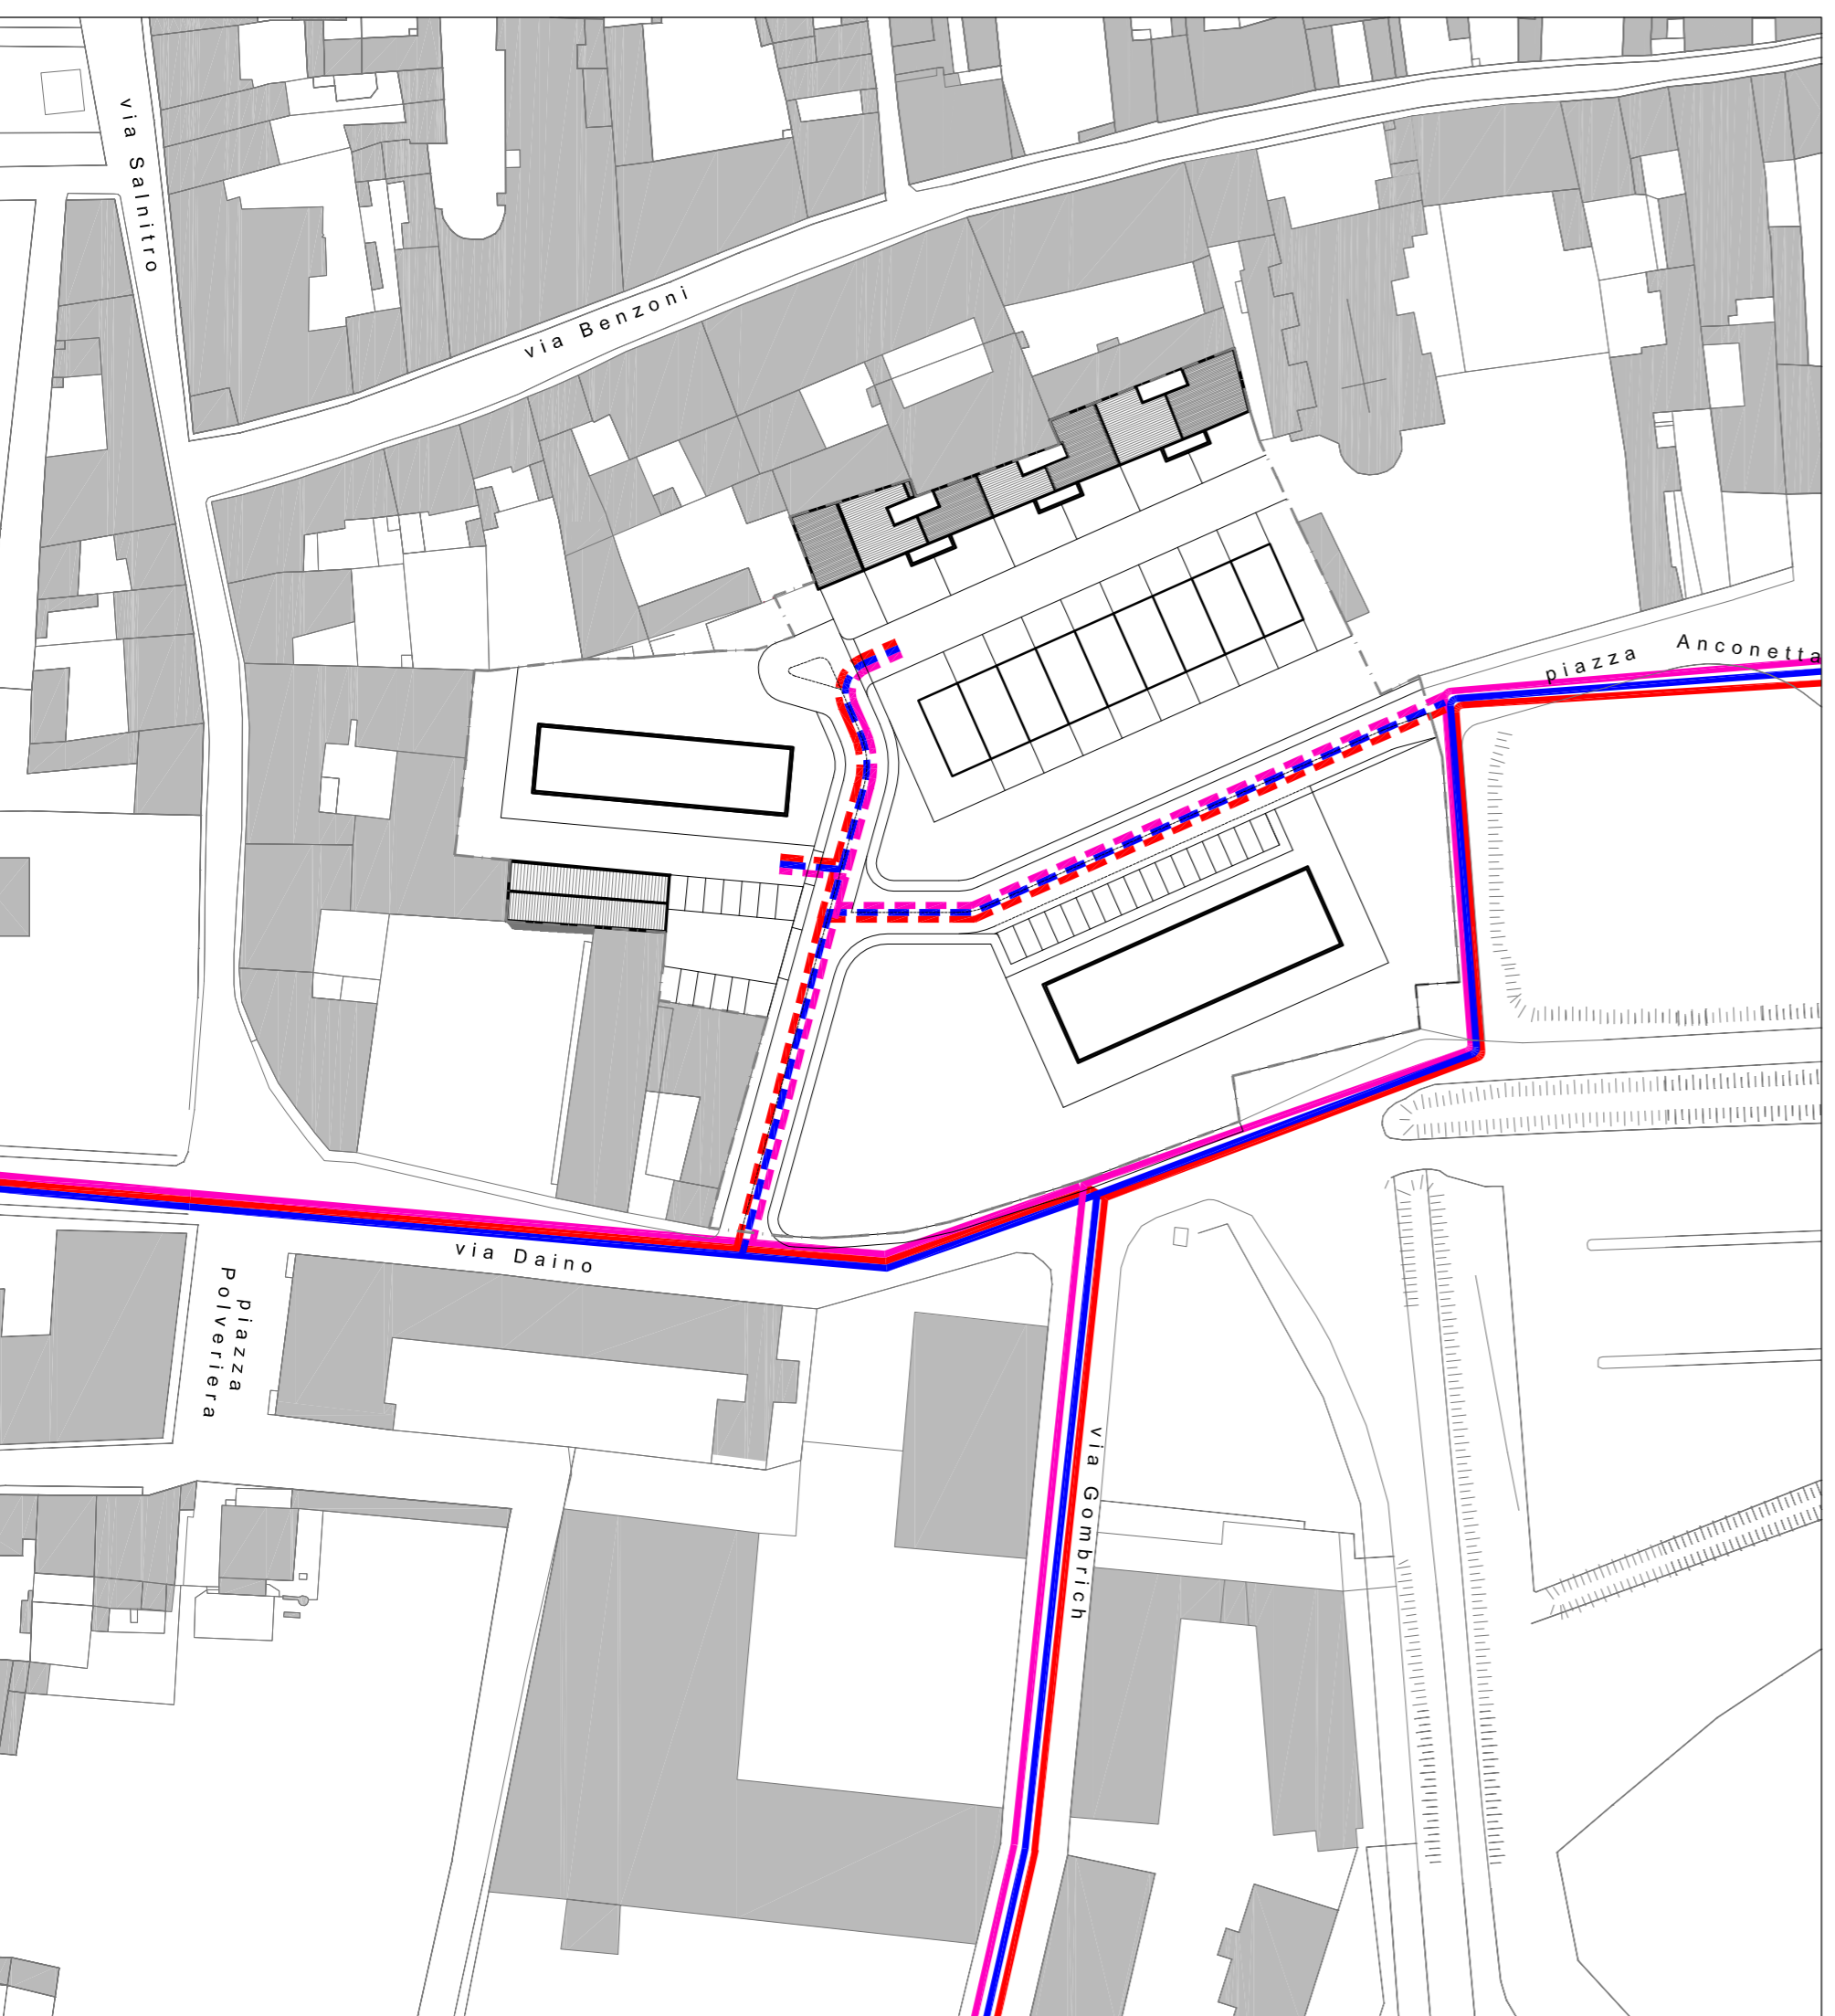 via Salnitro
via Benzoni
piazza Anconetta
via Daino
piazza
Polveriera
via Gombrich